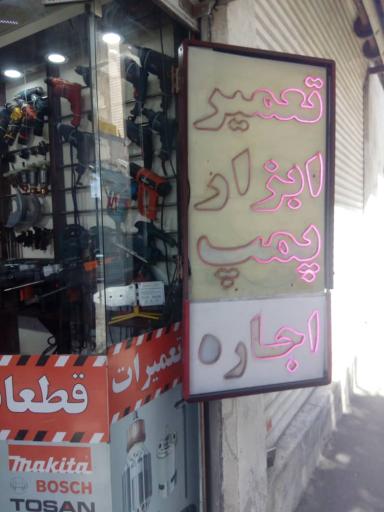 تعمیر
ابزار
پمپ
اجاره
تعمیرات
قطعات
makita
BOSCH
TOSAN